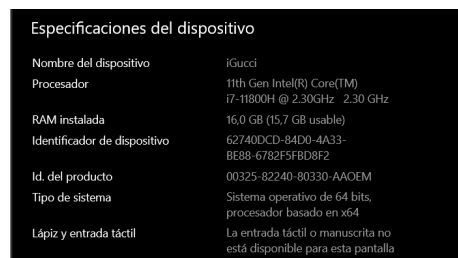 Especificaciones del dispositivo
Nombre del dispositivo iGucci
Procesador 11th Gen Intel(R) Core(TM)
i7-11800H @ 2.30GHz 2.30 GHz
RAM instalada 16,0 GB (15,7 GB usable)
Identificador de dispositivo 62740DCD-84D0-4A33-
BE88-6782F5FBD8F2
Id. del producto 00325-82240-80330-AAOEM
Tipo de sistema Sistema operativo de 64 bits,
procesador basado en x64
Lápiz y entrada táctil La entrada táctil o manuscrita no
está disponible para esta pantalla